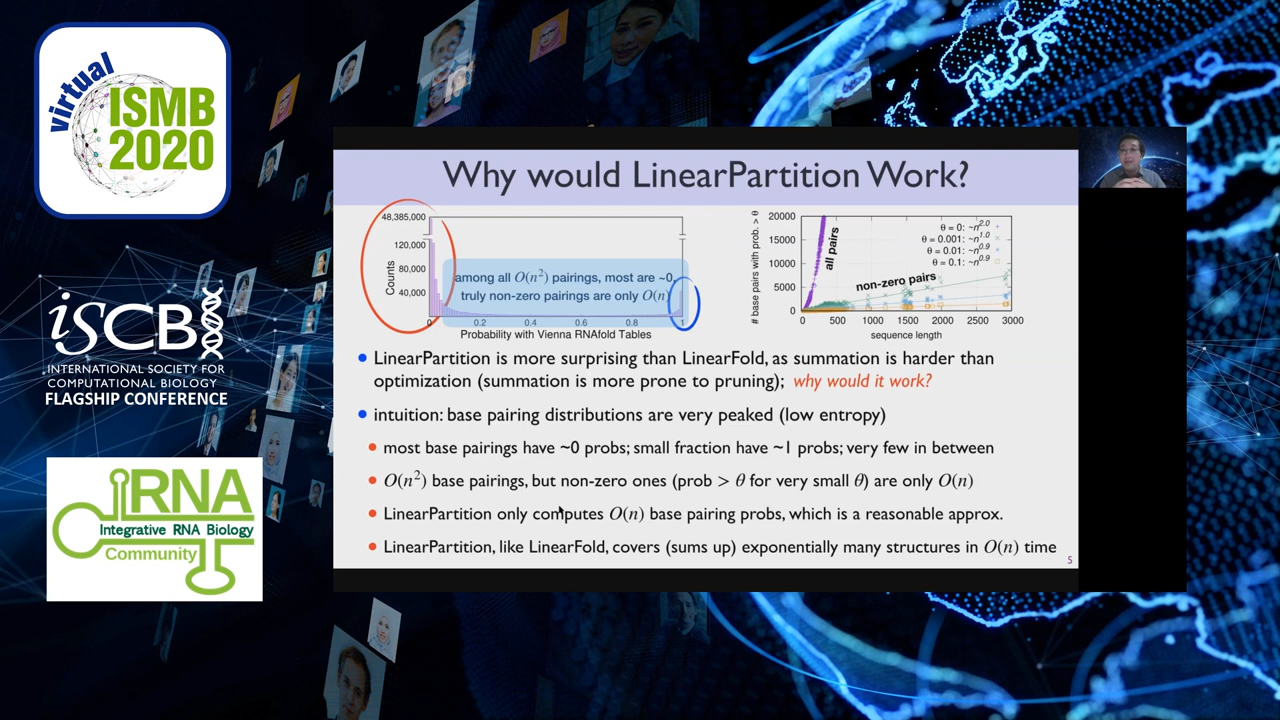 virtual
ISMB
2020
iSCB
INTERNATIONAL SOCIETY FOR
COMPUTATIONAL BIOLOGY
FLAGSHIP CONFERENCE
iRNA
Integrative RNA Biology
Community
Why would LinearPartition Work?
48,385,000
120,000
80,000
40,000
Counts
among all O(n²) pairings, most are ~0
truly non-zero pairings are only O(n)
0 0.2 0.4 0.6 0.8 1
Probability with Vienna RNAfold Tables
# base pairs with prob. > θ
20000
15000
10000
5000
0
all pairs
non-zero pairs
θ = 0: ~n^2.0
θ = 0.001: ~n^1.0
θ = 0.01: ~n^0.9
θ = 0.1: ~n^0.9
0 500 1000 1500 2000 2500 3000
sequence length
• LinearPartition is more surprising than LinearFold, as summation is harder than
optimization (summation is more prone to pruning); why would it work?
• intuition: base pairing distributions are very peaked (low entropy)
• most base pairings have ~0 probs; small fraction have ~1 probs; very few in between
• O(n²) base pairings, but non-zero ones (prob > θ for very small θ) are only O(n)
• LinearPartition only computes O(n) base pairing probs, which is a reasonable approx.
• LinearPartition, like LinearFold, covers (sums up) exponentially many structures in O(n) time
5